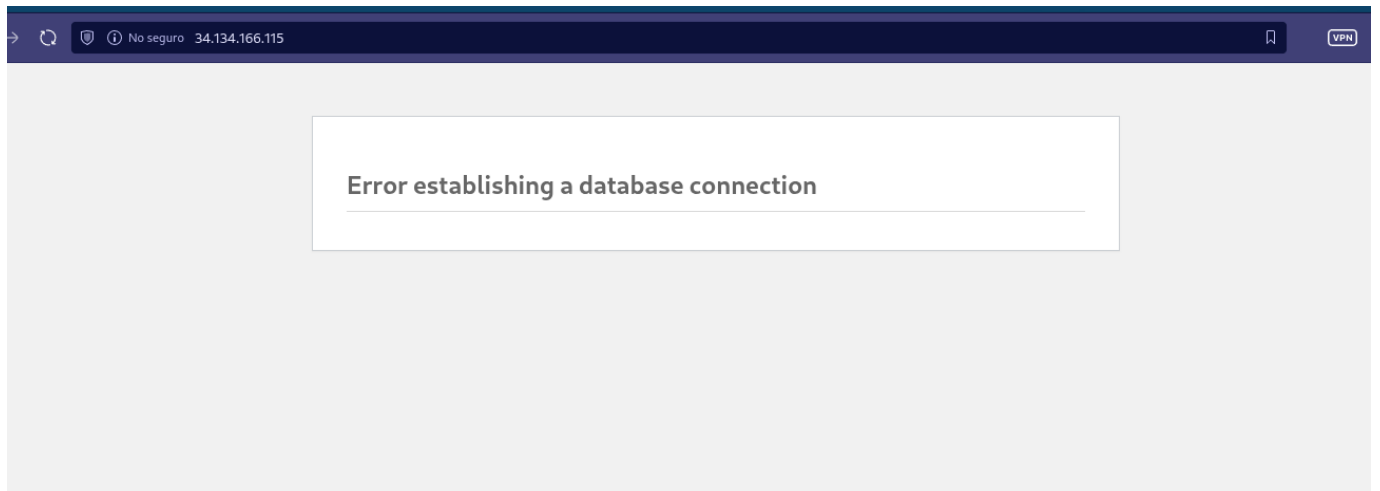 No seguro 34.134.166.115
VPN
Error establishing a database connection